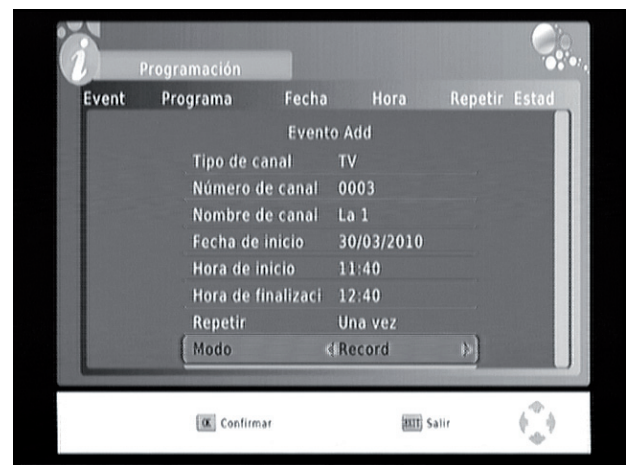 i
Programación
Event Programa Fecha Hora Repetir Estad
Evento Add
Tipo de canal TV
Número de canal 0003
Nombre de canal La 1
Fecha de inicio 30/03/2010
Hora de inicio 11:40
Hora de finalizaci 12:40
Repetir Una vez
Modo Record
OK Confirmar EXIT Salir